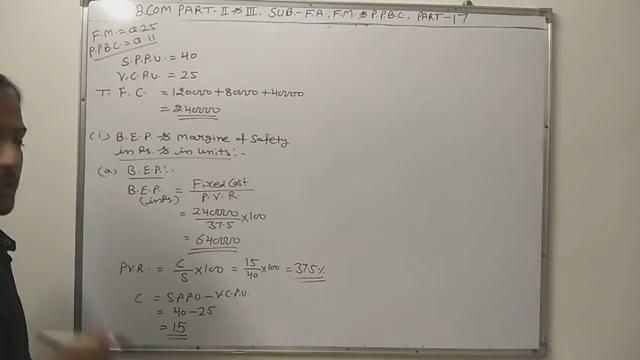 B.COM PART-II & III. SUB-F.A, F.M & P.P.B.C, PART-17
F.M. = Q.25
P.P.B.C = Q.11
S.P.P.U. = 40
V.C.P.U. = 25
T. F. C. = 120000+80000+40000
= 240000
(i) B.E.P & Margine of Safety
in Rs. & in units:-
(a) B.E.P.:-
B.E.P. (in Rs.) = Fixed Cost / P.V.R
= 240000 / 37.5 × 100
= 640000
P.V.R. = C/S × 100 = 15/40 × 100 = 37.5%
C = S.P.P.U. – V.C.P.U.
= 40 – 25
= 15